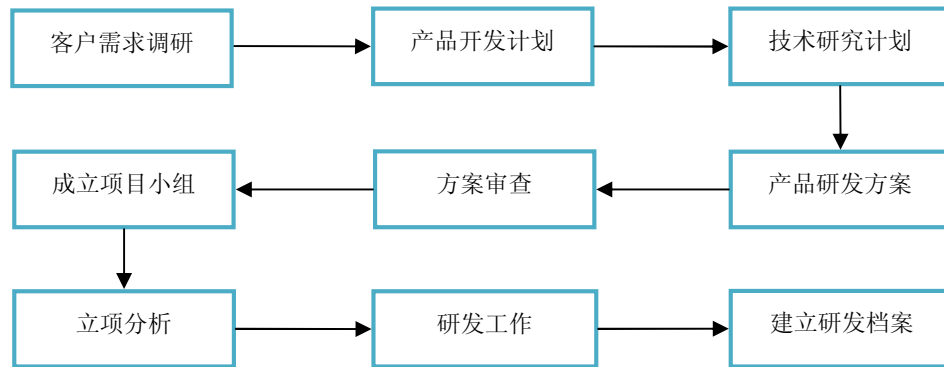 客户需求调研
产品开发计划
技术研究计划
产品研发方案
方案审查
成立项目小组
立项分析
研发工作
建立研发档案